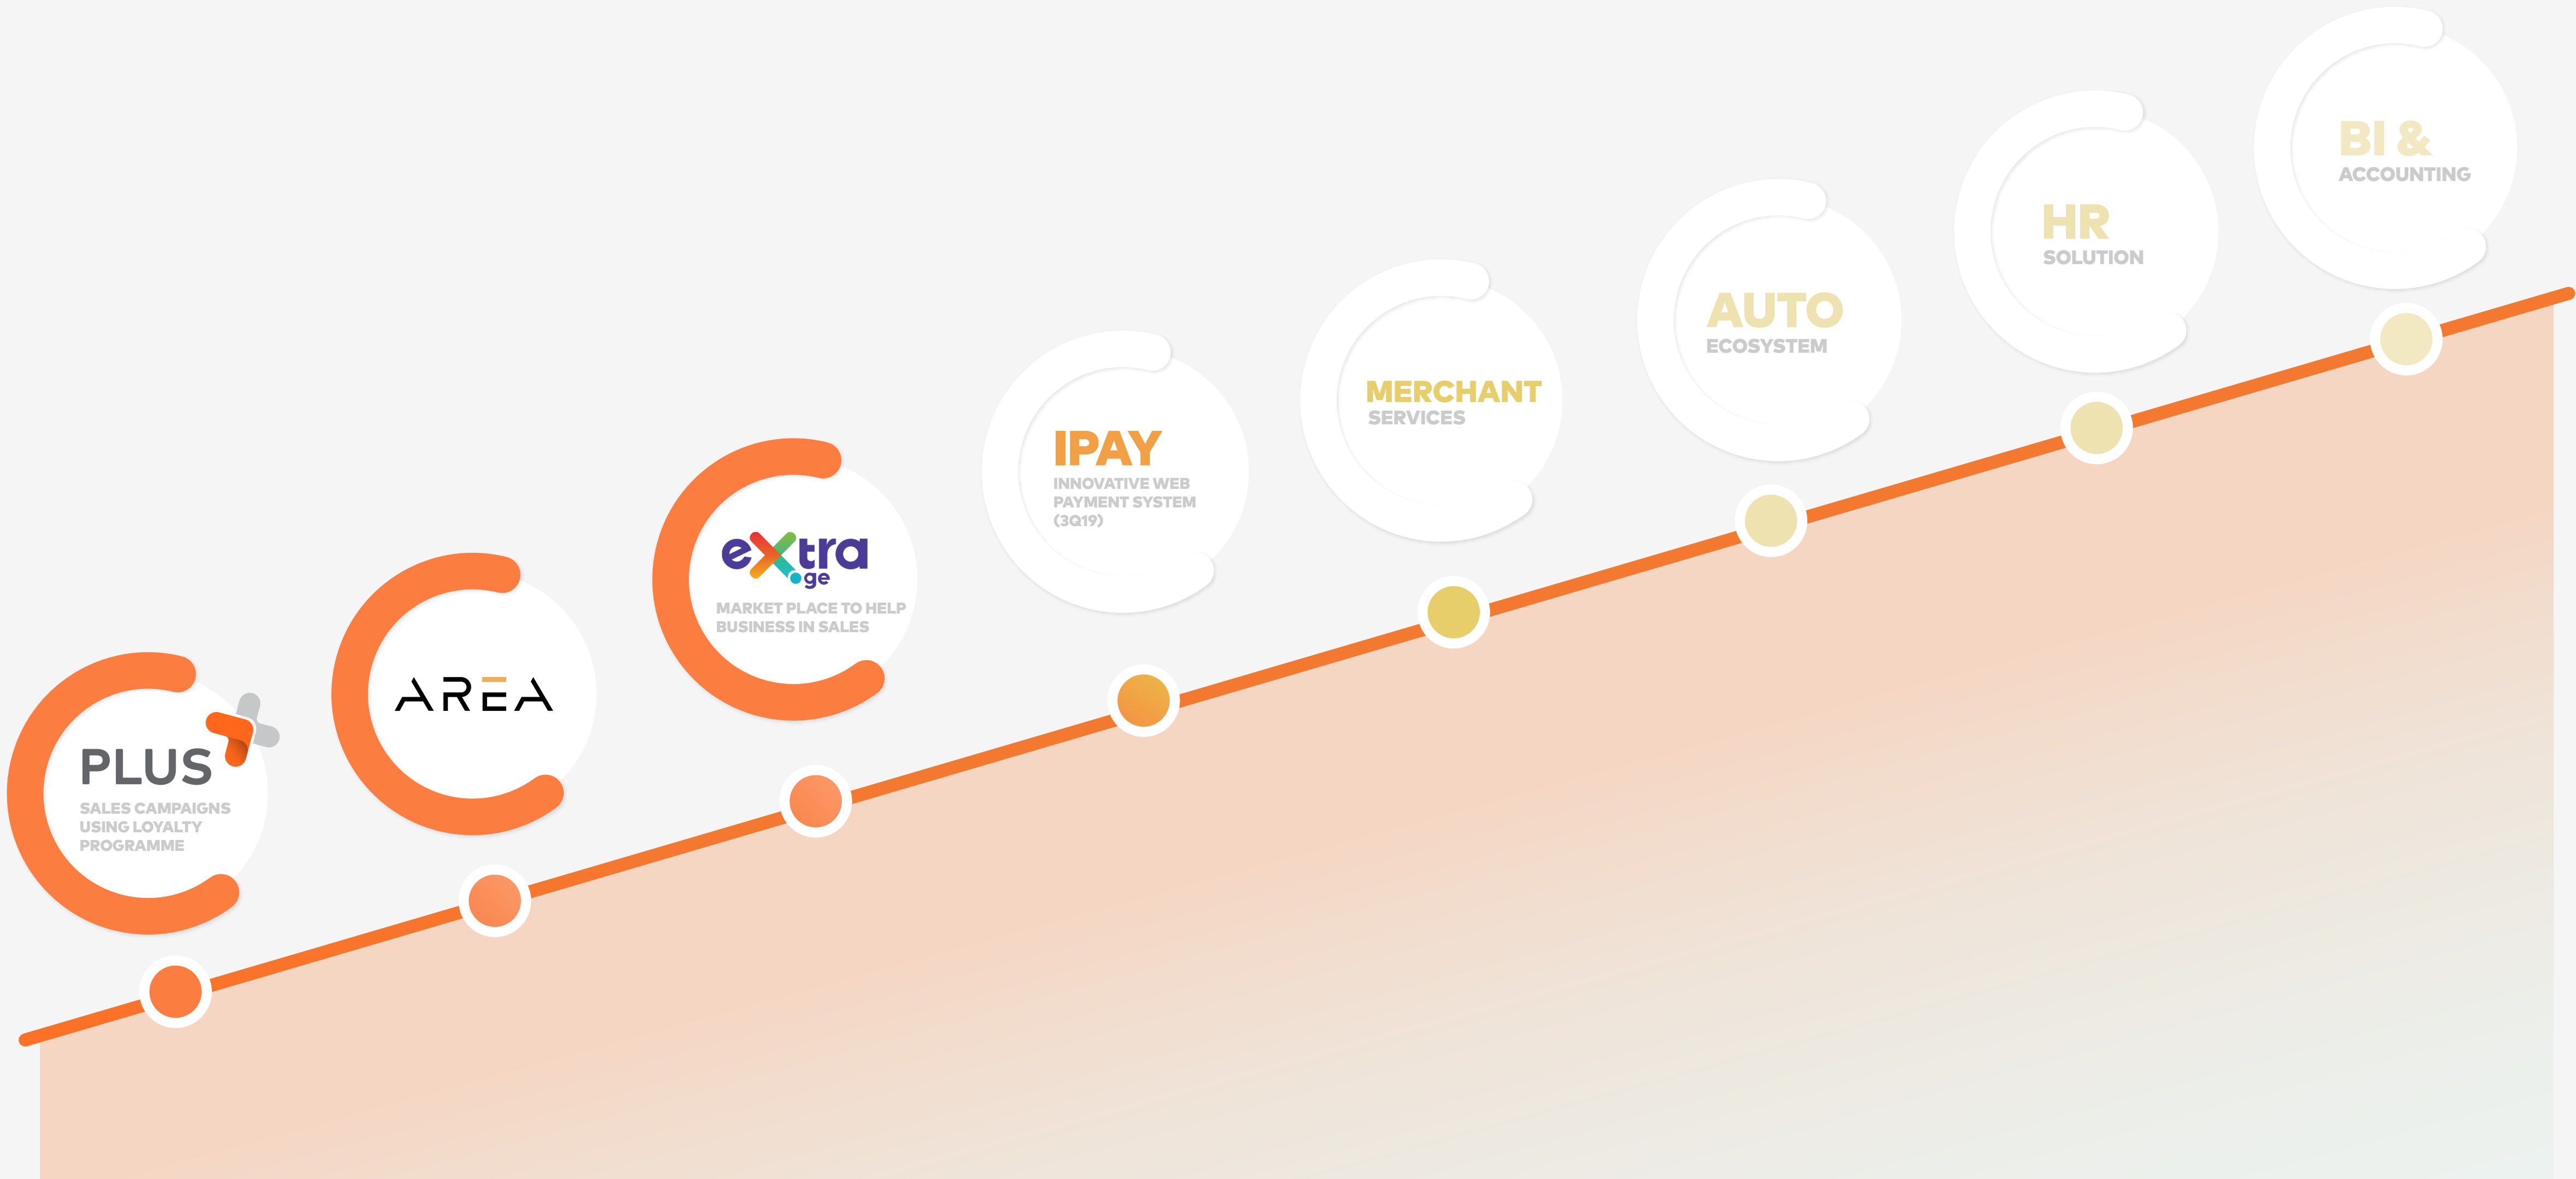 PLUS
SALES CAMPAIGNS
USING LOYALTY
PROGRAMME
AREA
extra
.ge
MARKET PLACE TO HELP
BUSINESS IN SALES
IPAY
INNOVATIVE WEB
PAYMENT SYSTEM
(3Q19)
MERCHANT
SERVICES
AUTO
ECOSYSTEM
HR
SOLUTION
BI &
ACCOUNTING